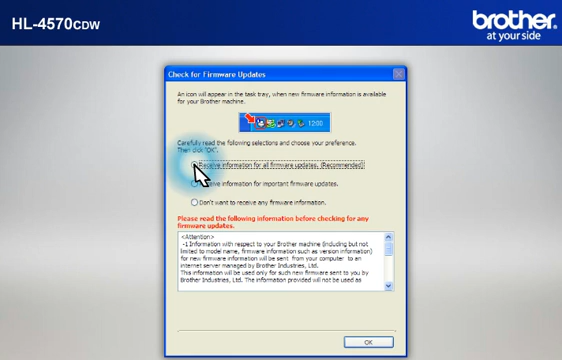 HL-4570CDW
brother
at your side
Check for Firmware Updates
An icon will appear in the task tray, when new firmware information is available
for your Brother machine.
12:00
Carefully read the following selections and choose your preference.
Then click "OK".
Receive information for all firmware updates. (Recommended)
Receive information for important firmware updates.
Don't want to receive any firmware information.
Please read the following information before checking for any
firmware updates.
<Attention>
-1 Information with respect to your Brother machine (including but not
limited to model name, firmware information such as version information)
for new firmware information will be sent from your computer to an
internet server managed by Brother Industries, Ltd.
This information will be used only for such new firmware sent to you by
Brother Industries, Ltd. The information provided will not be used as
OK